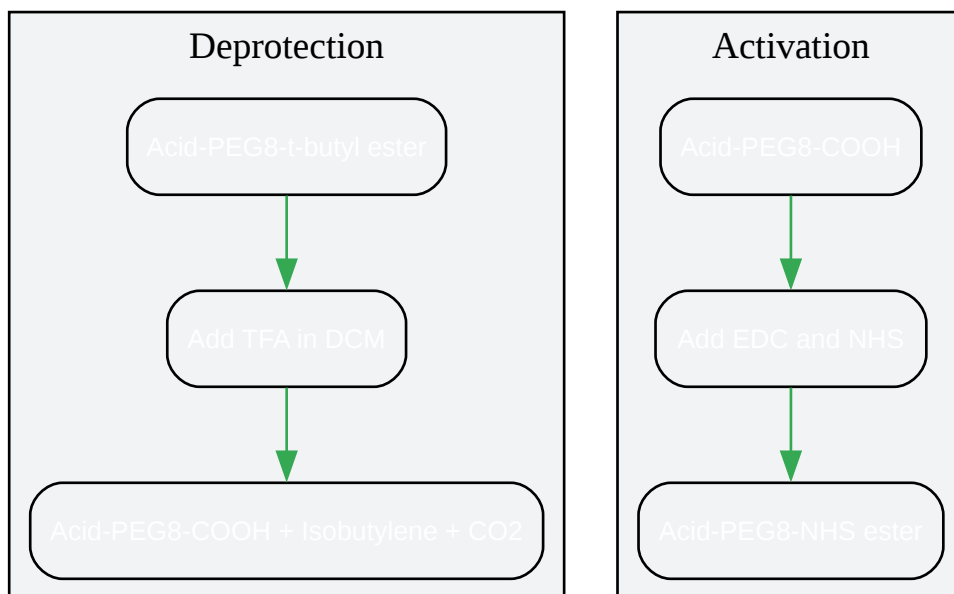 Deprotection
Acid-PEG8-t-butyl ester
Add TFA in DCM
Acid-PEG8-COOH + Isobutylene + CO2
Activation
Acid-PEG8-COOH
Add EDC and NHS
Acid-PEG8-NHS ester